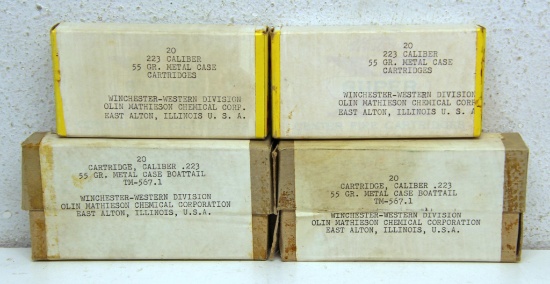 20
223 CALIBER
55 GR. METAL CASE
CARTRIDGES
WINCHESTER-WESTERN DIVISION
OLIN MATHIESON CHEMICAL CORP.
EAST ALTON, ILLINOIS U. S. A.
20
223 CALIBER
55 GR. METAL CASE
CARTRIDGES
WINCHESTER-WESTERN DIVISION
OLIN MATHIESON CHEMICAL CORP
EAST ALTON, ILLINOIS U. S. A.
20
CARTRIDGE, CALIBER .223
55 GR. METAL CASE BOATTAIL
TM-567.1
WINCHESTER-WESTERN DIVISION
OLIN MATHIESON CHEMICAL CORPORATION
EAST ALTON, ILLINOIS, U.S.A.
20
CARTRIDGE, CALIBER .223
55 GR. METAL CASE BOATTAIL
TM-567.1
WINCHESTER-WESTERN DIVISION
OLIN MATHIESON CHEMICAL CORPORATION
EAST ALTON, ILLINOIS, U.S.A.